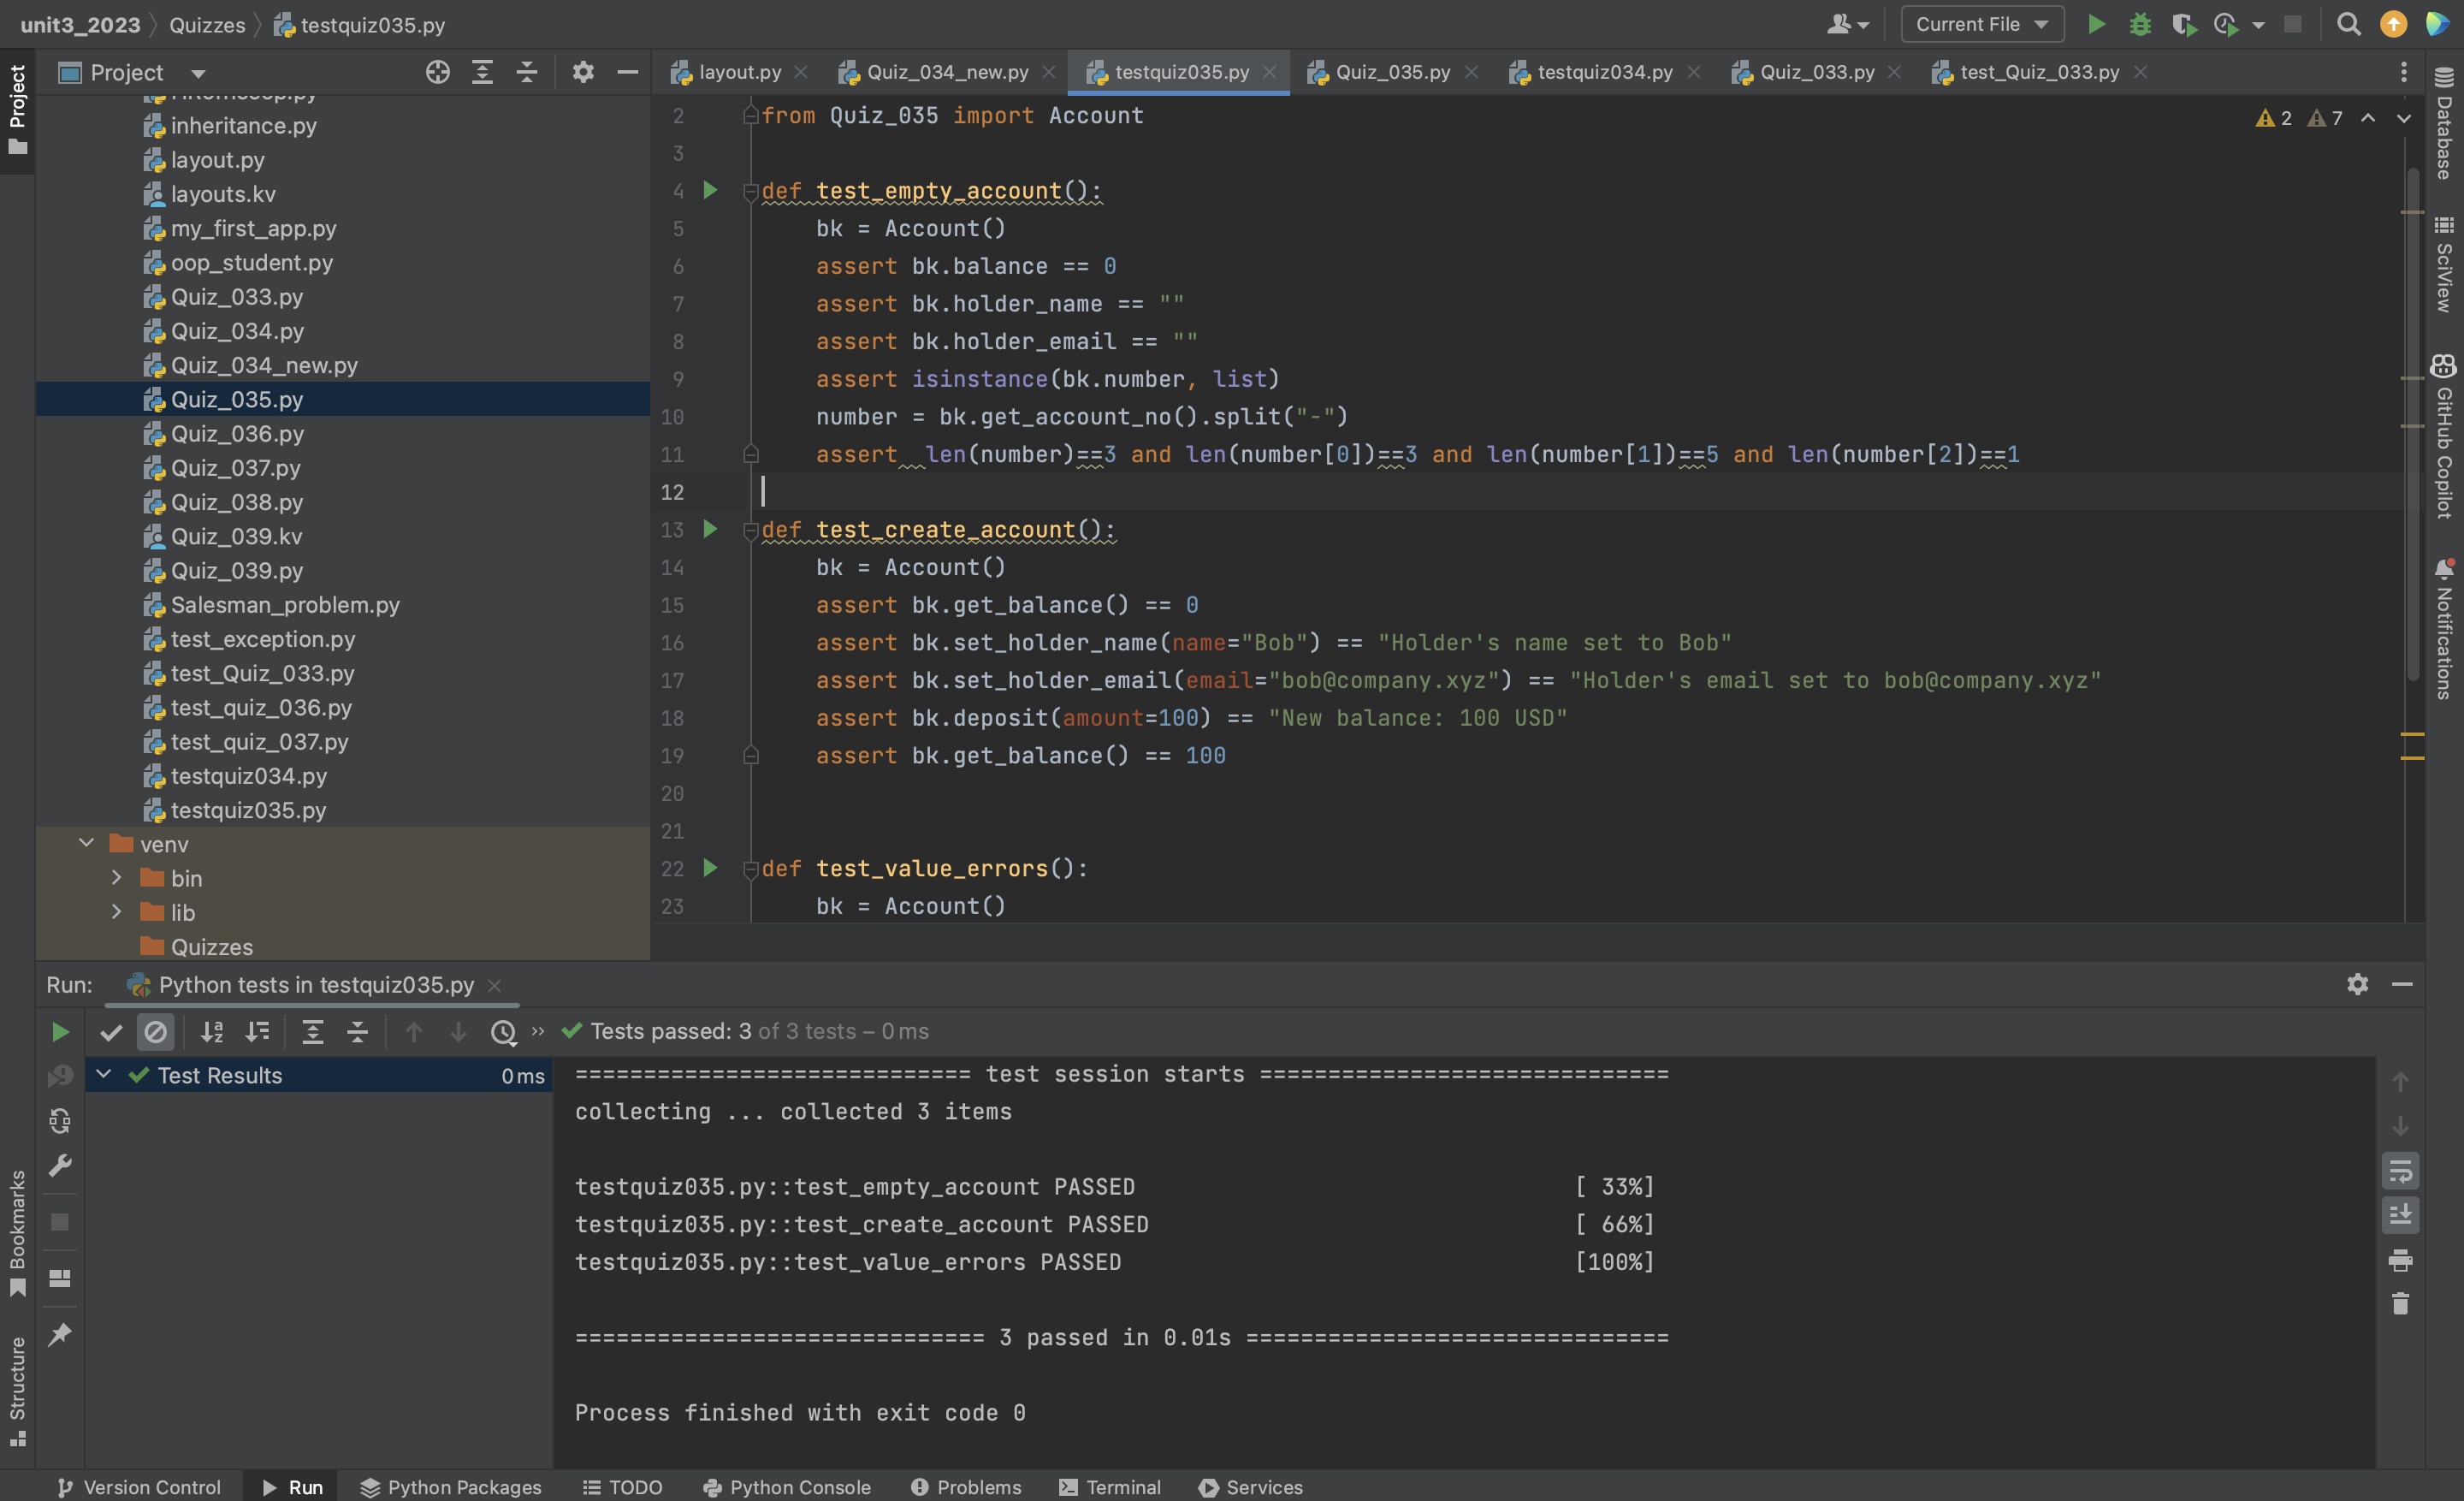 unit3_2023 Quizzes testquiz035.py
Current File
Project
layout.py Quiz_034_new.py testquiz035.py Quiz_035.py testquiz034.py Quiz_033.py test_Quiz_033.py
Project
inheritance.py
layout.py
layouts.kv
my_first_app.py
oop_student.py
Quiz_033.py
Quiz_034.py
Quiz_034_new.py
Quiz_035.py
Quiz_036.py
Quiz_037.py
Quiz_038.py
Quiz_039.kv
Quiz_039.py
Salesman_problem.py
test_exception.py
test_Quiz_033.py
test_quiz_036.py
test_quiz_037.py
testquiz034.py
testquiz035.py
venv
bin
lib
Quizzes
2 7
2 from Quiz_035 import Account
3
4 def test_empty_account():
5 bk = Account()
6 assert bk.balance == 0
7 assert bk.holder_name == ""
8 assert bk.holder_email == ""
9 assert isinstance(bk.number, list)
10 number = bk.get_account_no().split("-")
11 assert  len(number)==3 and len(number[0])==3 and len(number[1])==5 and len(number[2])==1
12
13 def test_create_account():
14 bk = Account()
15 assert bk.get_balance() == 0
16 assert bk.set_holder_name(name="Bob") == "Holder's name set to Bob"
17 assert bk.set_holder_email(email="bob@company.xyz") == "Holder's email set to bob@company.xyz"
18 assert bk.deposit(amount=100) == "New balance: 100 USD"
19 assert bk.get_balance() == 100
20
21
22 def test_value_errors():
23 bk = Account()
Database
SciView
GitHub Copilot
Notifications
Run: Python tests in testquiz035.py
Tests passed: 3 of 3 tests – 0 ms
Test Results 0 ms
============================= test session starts ==============================
collecting ... collected 3 items
testquiz035.py::test_empty_account PASSED [ 33%]
testquiz035.py::test_create_account PASSED [ 66%]
testquiz035.py::test_value_errors PASSED [100%]
============================== 3 passed in 0.01s ===============================
Process finished with exit code 0
Bookmarks
Structure
Version Control Run Python Packages TODO Python Console Problems Terminal Services